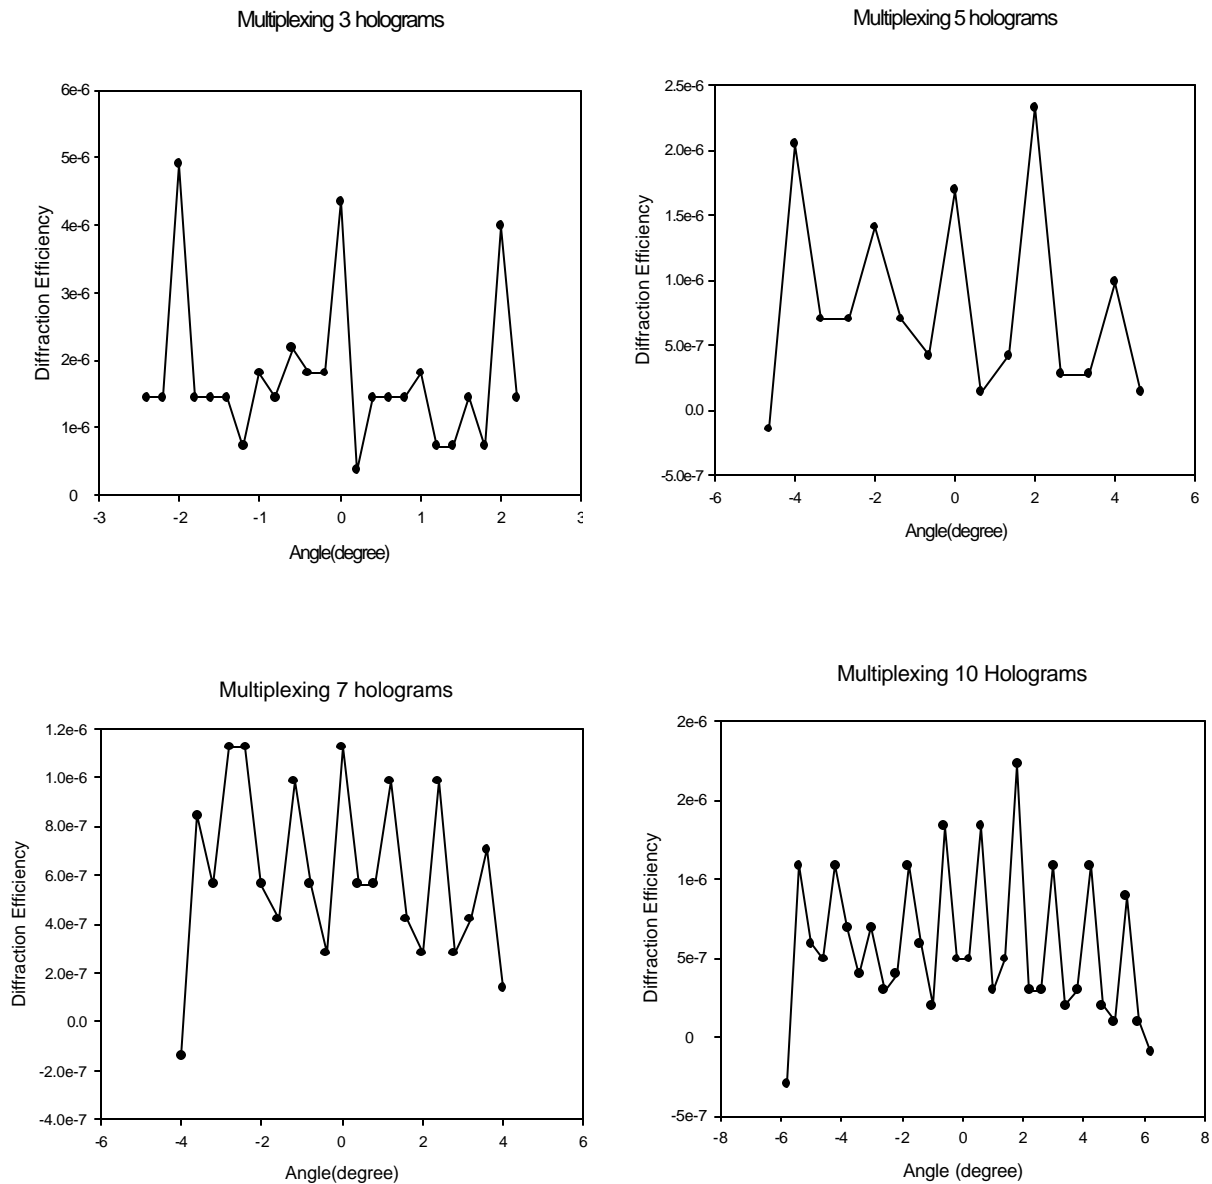 Multiplexing 3 holograms
6e-6
5e-6
4e-6
3e-6
2e-6
1e-6
0
Diffraction Efficiency
-3 -2 -1 0 1 2 3
Angle(degree)
Multiplexing 5 holograms
2.5e-6
2.0e-6
1.5e-6
1.0e-6
5.0e-7
0.0
-5.0e-7
Diffraction Efficiency
-6 -4 -2 0 2 4 6
Angle(degree)
Multiplexing 7 holograms
1.2e-6
1.0e-6
8.0e-7
6.0e-7
4.0e-7
2.0e-7
0.0
-2.0e-7
-4.0e-7
Diffraction Efficiency
-6 -4 -2 0 2 4 6
Angle(degree)
Multiplexing 10 Holograms
2e-6
2e-6
1e-6
5e-7
0
-5e-7
Diffraction Efficiency
-8 -6 -4 -2 0 2 4 6 8
Angle (degree)